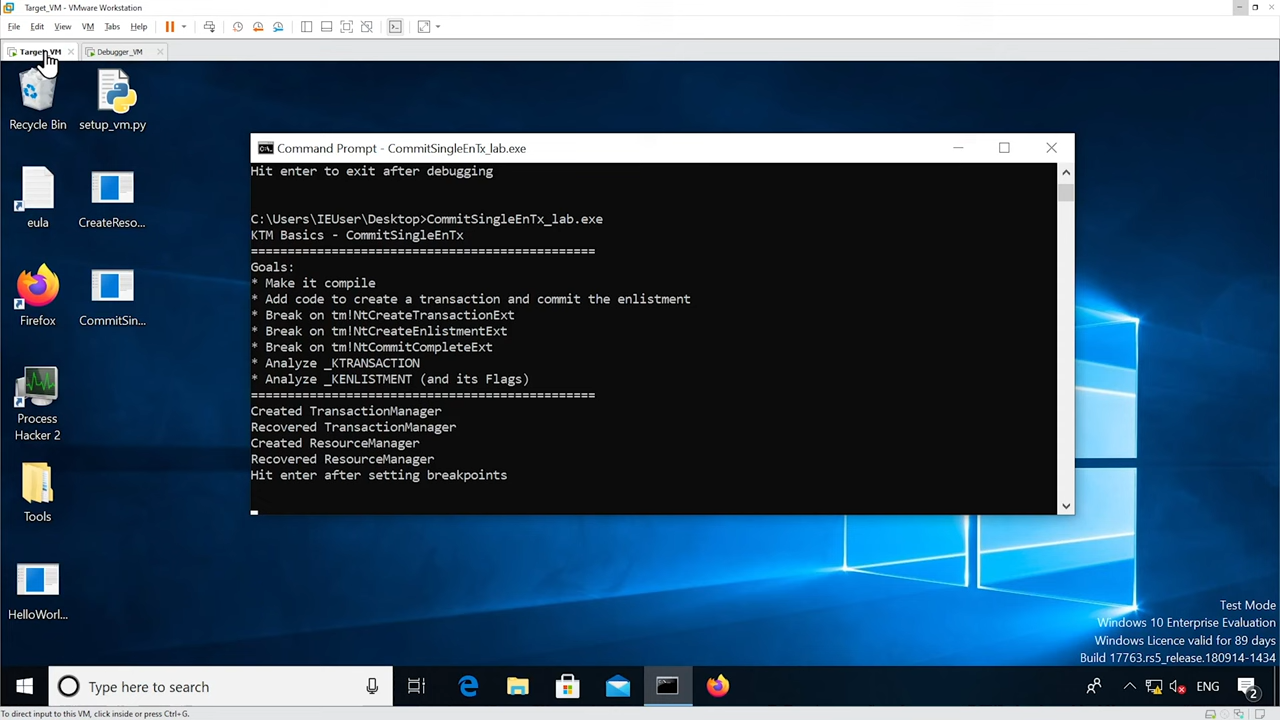 Target_VM - VMware Workstation
File Edit View VM Tabs Help
Target_VM Debugger_VM
Recycle Bin
setup_vm.py
eula
CreateReso...
Firefox
CommitSin...
Process
Hacker 2
Tools
HelloWorl...
Command Prompt - CommitSingleEnTx_lab.exe
Hit enter to exit after debugging
C:\Users\IEUser\Desktop>CommitSingleEnTx_lab.exe
KTM Basics - CommitSingleEnTx
===============================================
Goals:
* Make it compile
* Add code to create a transaction and commit the enlistment
* Break on tm!NtCreateTransactionExt
* Break on tm!NtCreateEnlistmentExt
* Break on tm!NtCommitCompleteExt
* Analyze _KTRANSACTION
* Analyze _KENLISTMENT (and its Flags)
===============================================
Created TransactionManager
Recovered TransactionManager
Created ResourceManager
Recovered ResourceManager
Hit enter after setting breakpoints
Test Mode
Windows 10 Enterprise Evaluation
Windows Licence valid for 89 days
Build 17763.rs5_release.180914-1434
Type here to search
ENG
2
To direct input to this VM, click inside or press Ctrl+G.